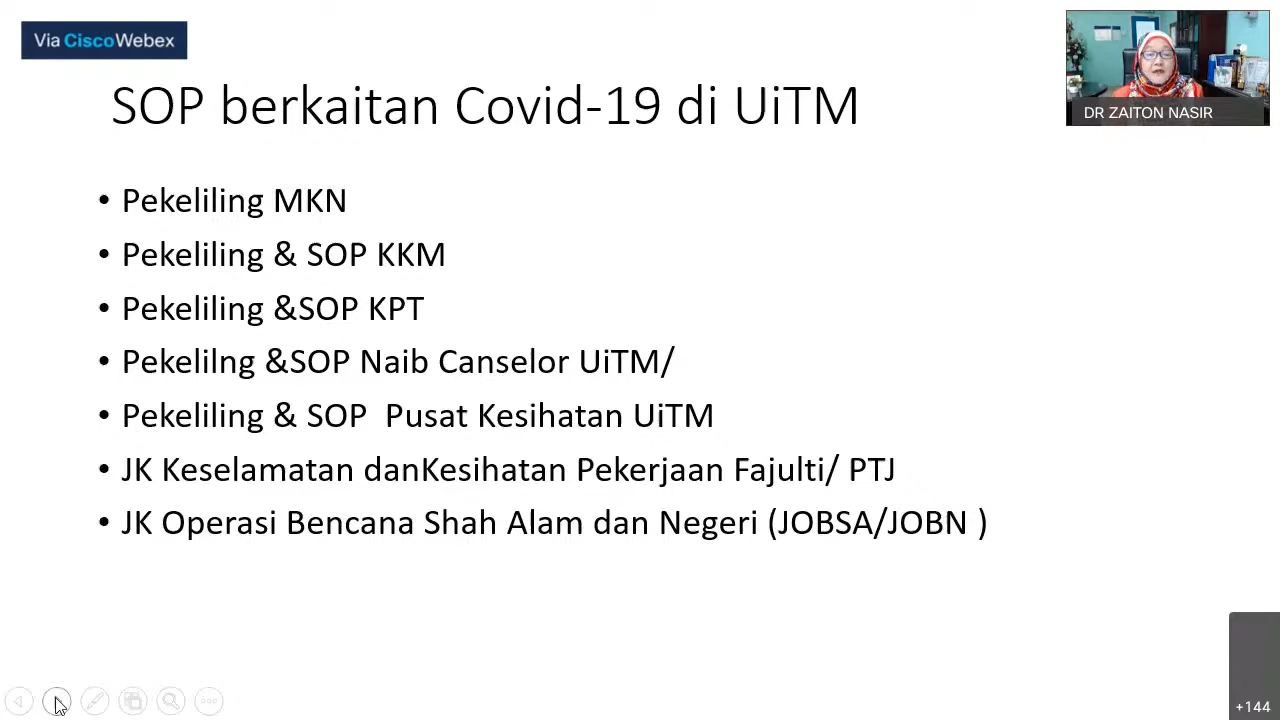 Via CiscoWebex
SOP berkaitan Covid-19 di UiTM
DR ZAITON NASIR
• Pekeliling MKN
• Pekeliling & SOP KKM
• Pekeliling &SOP KPT
• Pekelilng &SOP Naib Canselor UiTM/
• Pekeliling & SOP Pusat Kesihatan UiTM
• JK Keselamatan danKesihatan Pekerjaan Fajulti/ PTJ
• JK Operasi Bencana Shah Alam dan Negeri (JOBSA/JOBN )
+144